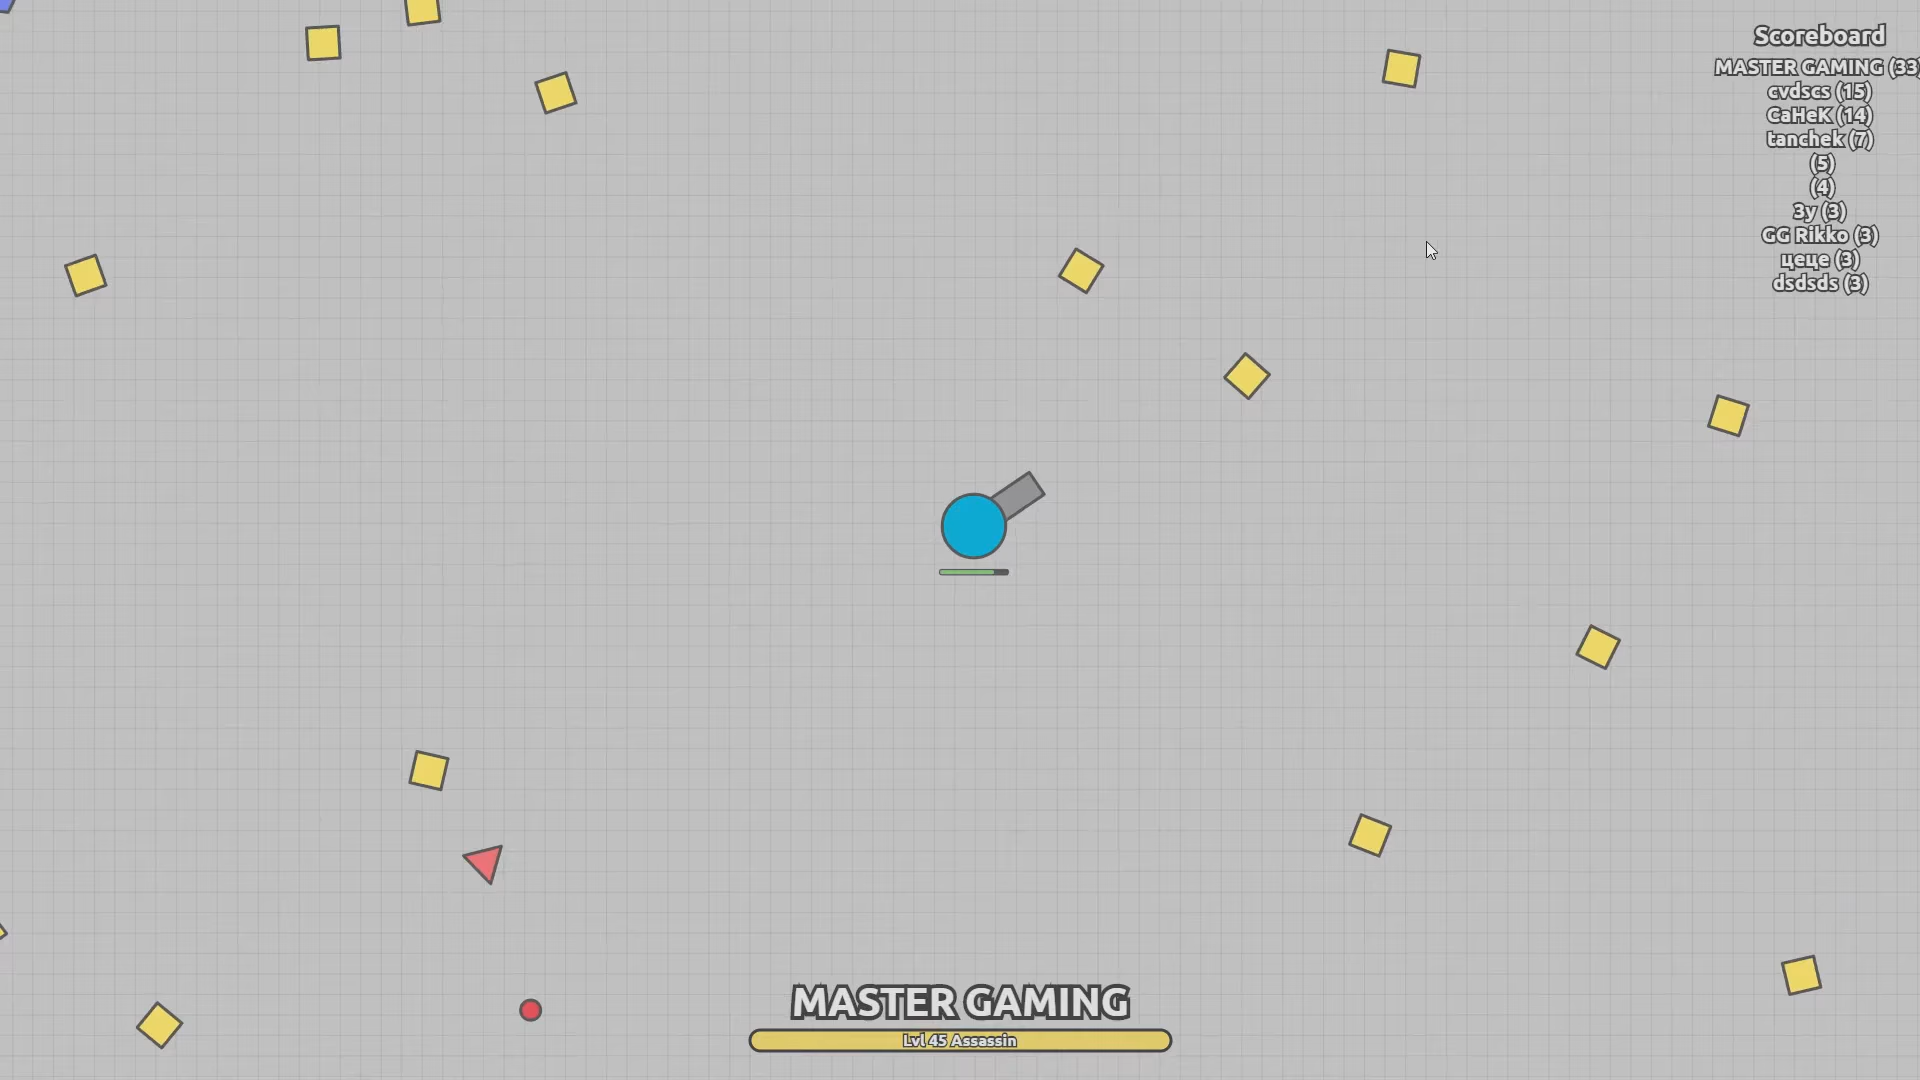 Scoreboard
MASTER GAMING (33)
cvdscs (15)
CaHeK (14)
tanchek (7)
(5)
(4)
3y (3)
GG Rikko (3)
цеце (3)
dsdsds (3)
MASTER GAMING
Lvl 45 Assassin